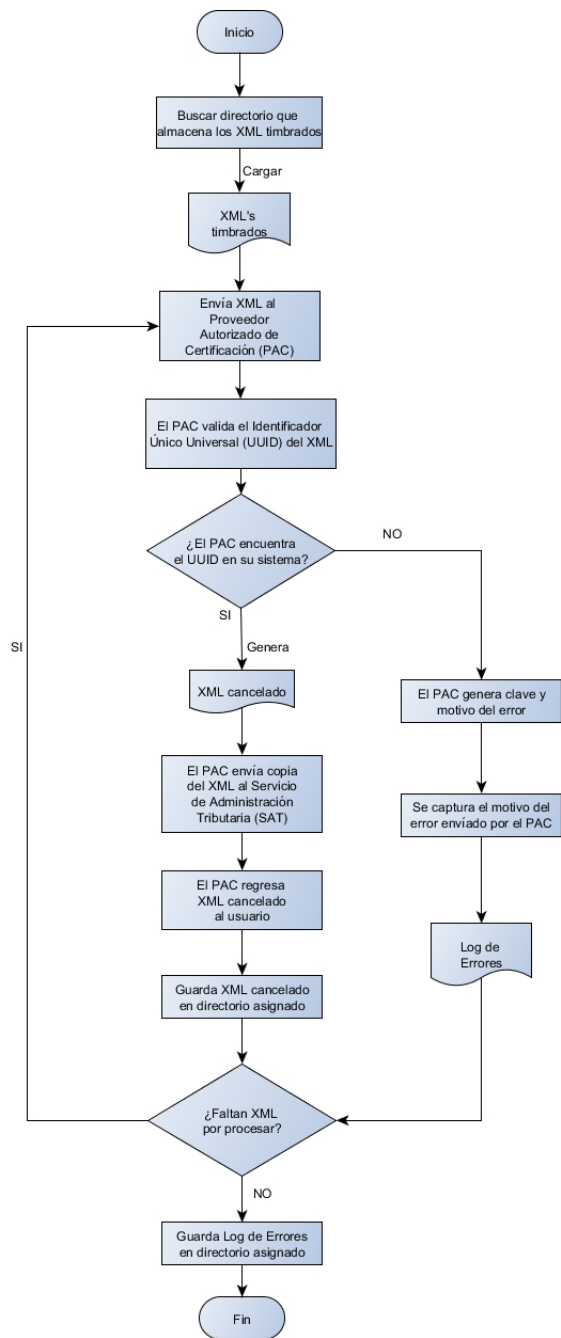 Inicio
Buscar directorio que
almacena los XML timbrados
Cargar
XML's
timbrados
Envía XML al
Proveedor
Autorizado de
Certificación (PAC)
El PAC valida el Identificador
Único Universal (UUID) del XML
¿El PAC encuentra
el UUID en su sistema?
NO
SI
Genera
SI
XML cancelado
El PAC genera clave y
motivo del error
El PAC envía copia
del XML al Servicio
de Administración
Tributaria (SAT)
Se captura el motivo del
error envíado por el PAC
El PAC regresa
XML cancelado
al usuario
Log de
Errores
Guarda XML cancelado
en directorio asignado
¿Faltan XML
por procesar?
NO
Guarda Log de Errores
en directorio asignado
Fin